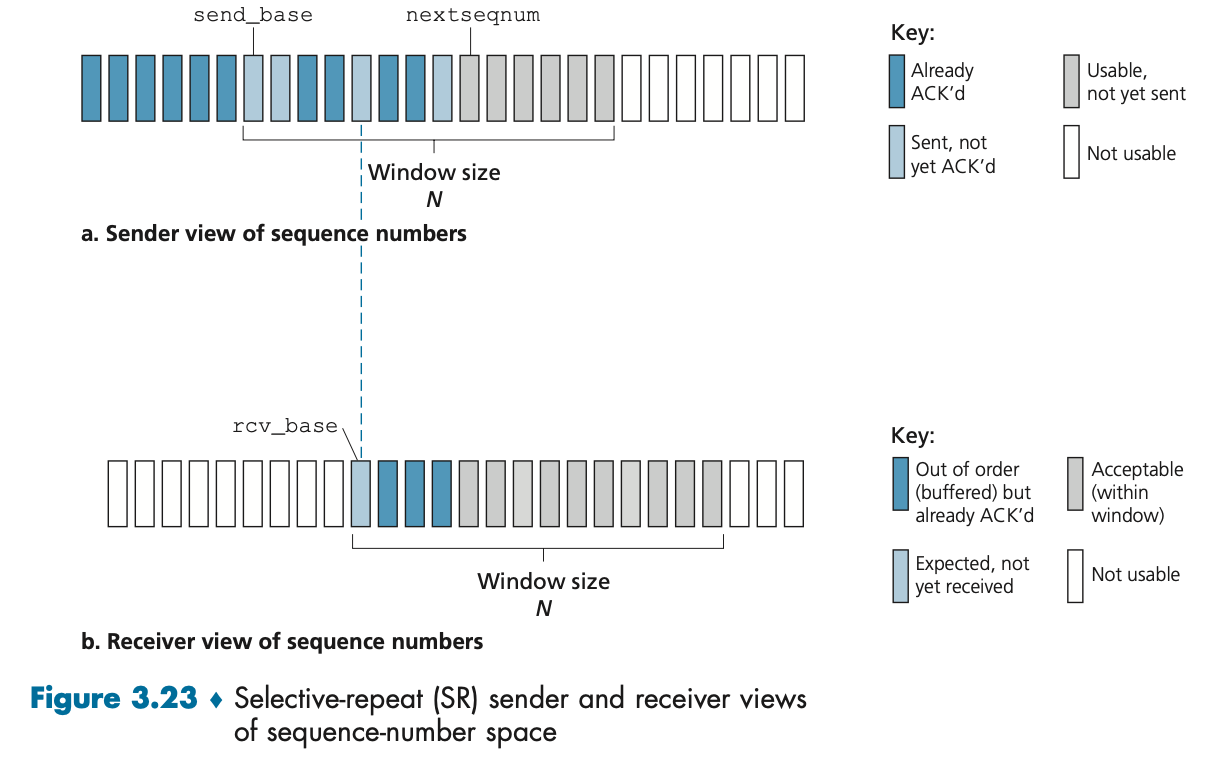 send_base
nextseqnum
Window size
N
a. Sender view of sequence numbers
Key:
Already
ACK’d
Usable,
not yet sent
Sent, not
yet ACK’d
Not usable
rcv_base
Window size
N
b. Receiver view of sequence numbers
Key:
Out of order
(buffered) but
already ACK’d
Acceptable
(within
window)
Expected, not
yet received
Not usable
Figure 3.23 ♦ Selective-repeat (SR) sender and receiver views
of sequence-number space